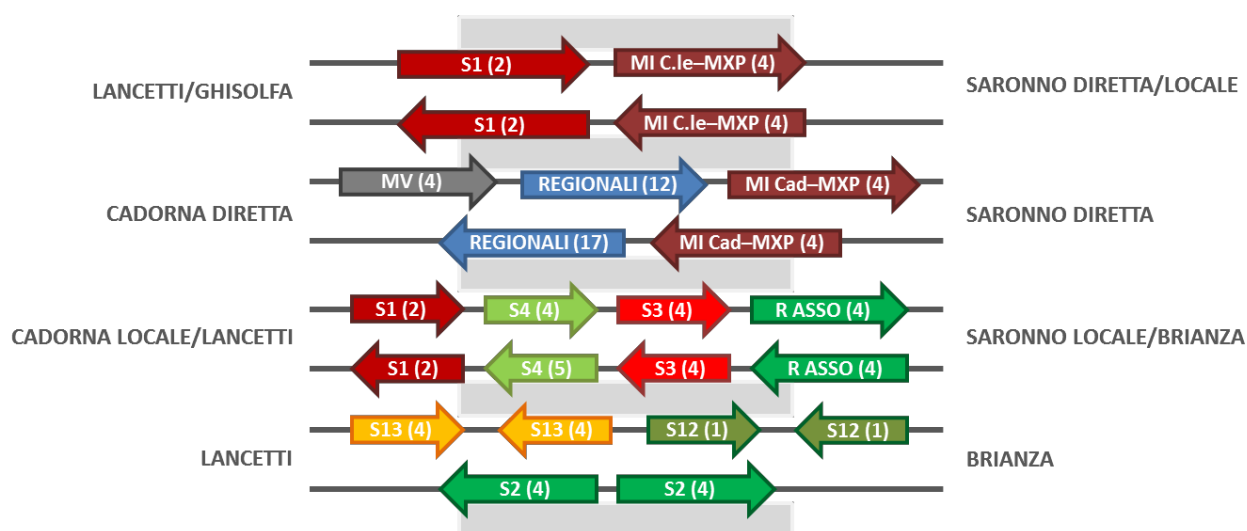 S1 (2)
MI C.le–MXP (4)
LANCETTI/GHISOLFA
SARONNO DIRETTA/LOCALE
S1 (2)
MI C.le–MXP (4)
MV (4)
REGIONALI (12)
MI Cad–MXP (4)
CADORNA DIRETTA
SARONNO DIRETTA
REGIONALI (17)
MI Cad–MXP (4)
S1 (2)
S4 (4)
S3 (4)
R ASSO (4)
CADORNA LOCALE/LANCETTI
SARONNO LOCALE/BRIANZA
S1 (2)
S4 (5)
S3 (4)
R ASSO (4)
S13 (4)
S13 (4)
S12 (1)
S12 (1)
LANCETTI
BRIANZA
S2 (4)
S2 (4)